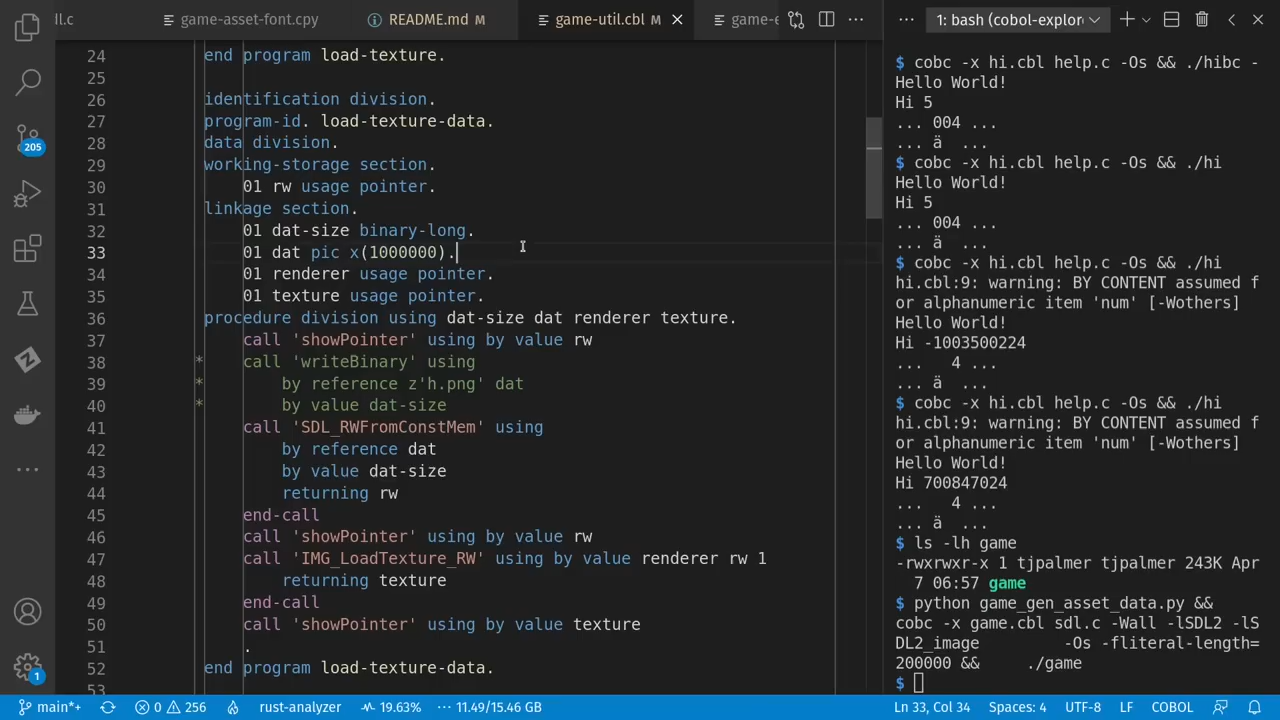 dl.c
game-asset-font.cpy
README.md
game-util.cbl
game-e
1: bash (cobol-explor
24 end program load-texture.
25
26 identification division.
27 program-id. load-texture-data.
28 data division.
29 working-storage section.
30 01 rw usage pointer.
31 linkage section.
32 01 dat-size binary-long.
33 01 dat pic x(1000000).
34 01 renderer usage pointer.
35 01 texture usage pointer.
36 procedure division using dat-size dat renderer texture.
37 call 'showPointer' using by value rw
38 * call 'writeBinary' using
39 * by reference z'h.png' dat
40 * by value dat-size
41 call 'SDL_RWFromConstMem' using
42 by reference dat
43 by value dat-size
44 returning rw
45 end-call
46 call 'showPointer' using by value rw
47 call 'IMG_LoadTexture_RW' using by value renderer rw 1
48 returning texture
49 end-call
50 call 'showPointer' using by value texture
51 .
52 end program load-texture-data.
53
205
1
$ cobc -x hi.cbl help.c -Os && ./hibc -
Hello World!
Hi 5
... 004 ...
... ä  ...
$ cobc -x hi.cbl help.c -Os && ./hi
Hello World!
Hi 5
... 004 ...
... ä  ...
$ cobc -x hi.cbl help.c -Os && ./hi
hi.cbl:9: warning: BY CONTENT assumed f
or alphanumeric item 'num' [-Wothers]
Hello World!
Hi -1003500224
...   4 ...
... ä  ...
$ cobc -x hi.cbl help.c -Os && ./hi
hi.cbl:9: warning: BY CONTENT assumed f
or alphanumeric item 'num' [-Wothers]
Hello World!
Hi 700847024
...   4 ...
... ä  ...
$ ls -lh game
-rwxrwxr-x 1 tjpalmer tjpalmer 243K Apr
7 06:57 game
$ python game_gen_asset_data.py &&
cobc -x game.cbl sdl.c -Wall -lSDL2 -lS
DL2_image        -Os -fliteral-length=
200000 &&     ./game
$
main*+
0
256
rust-analyzer
19.63%
11.49/15.46 GB
Ln 33, Col 34
Spaces: 4
UTF-8
LF
COBOL